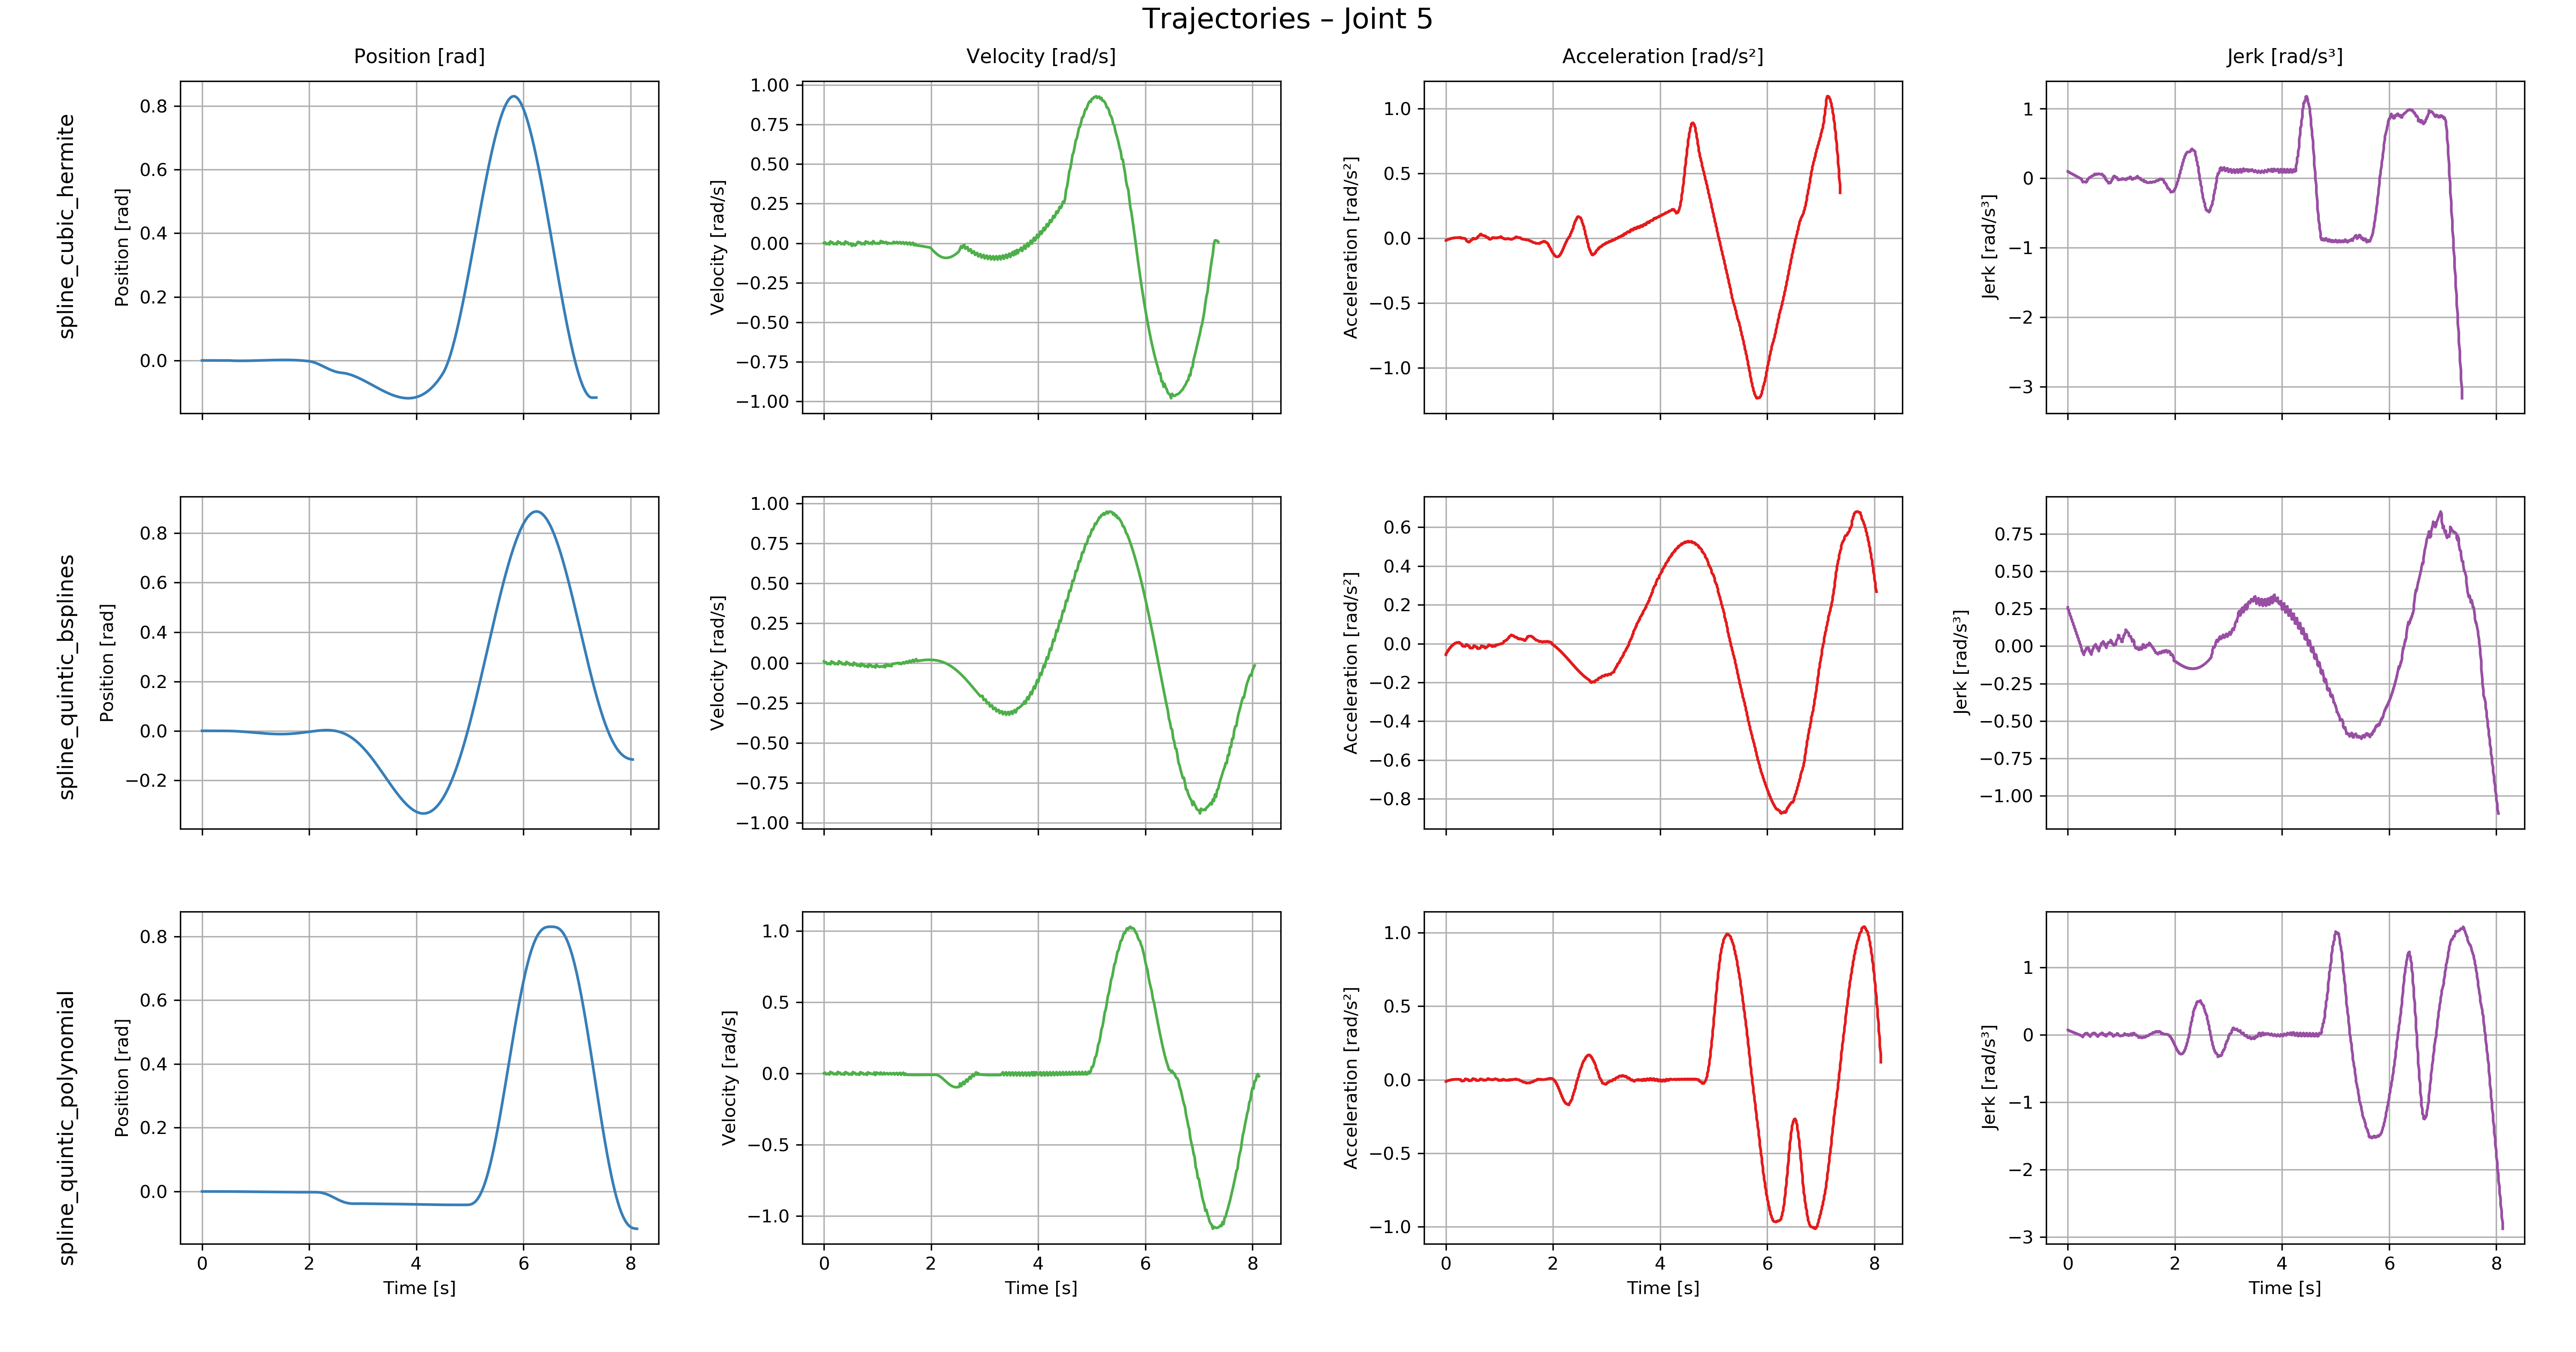 Trajectories – Joint 5
Position [rad]
Velocity [rad/s]
Acceleration [rad/s²]
Jerk [rad/s³]
spline_cubic_hermite
Position [rad]
0.8
0.6
0.4
0.2
0.0
Velocity [rad/s]
1.00
0.75
0.50
0.25
0.00
−0.25
−0.50
−0.75
−1.00
Acceleration [rad/s²]
1.0
0.5
0.0
−0.5
−1.0
Jerk [rad/s³]
1
0
−1
−2
−3
spline_quintic_bsplines
Position [rad]
0.8
0.6
0.4
0.2
0.0
−0.2
Velocity [rad/s]
1.00
0.75
0.50
0.25
0.00
−0.25
−0.50
−0.75
−1.00
Acceleration [rad/s²]
0.6
0.4
0.2
0.0
−0.2
−0.4
−0.6
−0.8
Jerk [rad/s³]
0.75
0.50
0.25
0.00
−0.25
−0.50
−0.75
−1.00
spline_quintic_polynomial
Position [rad]
0.8
0.6
0.4
0.2
0.0
0 2 4 6 8
Time [s]
Velocity [rad/s]
1.0
0.5
0.0
−0.5
−1.0
0 2 4 6 8
Time [s]
Acceleration [rad/s²]
1.0
0.5
0.0
−0.5
−1.0
0 2 4 6 8
Time [s]
Jerk [rad/s³]
1
0
−1
−2
−3
0 2 4 6 8
Time [s]